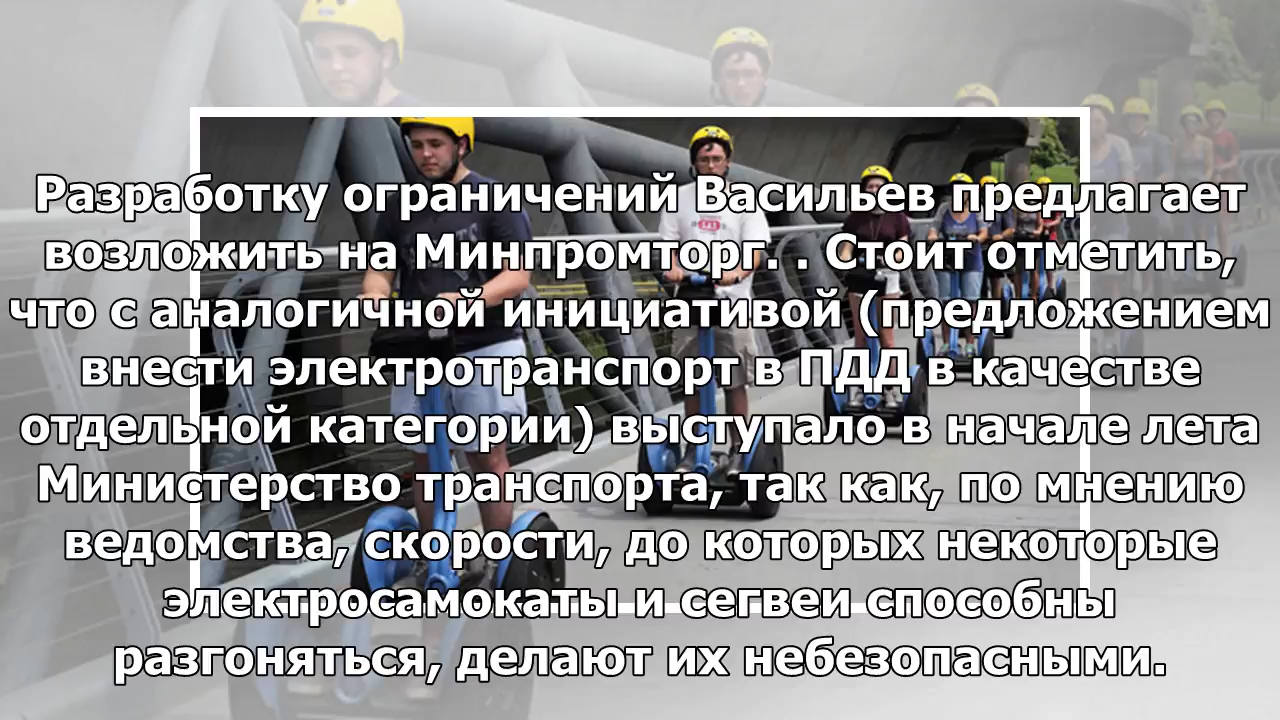 Разработку ограничений Васильев предлагает
возложить на Минпромторг. . Стоит отметить,
что с аналогичной инициативой (предложением
внести электротранспорт в ПДД в качестве
отдельной категории) выступало в начале лета
Министерство транспорта, так как, по мнению
ведомства, скорости, до которых некоторые
электросамокаты и сегвеи способны
разгоняться, делают их небезопасными.